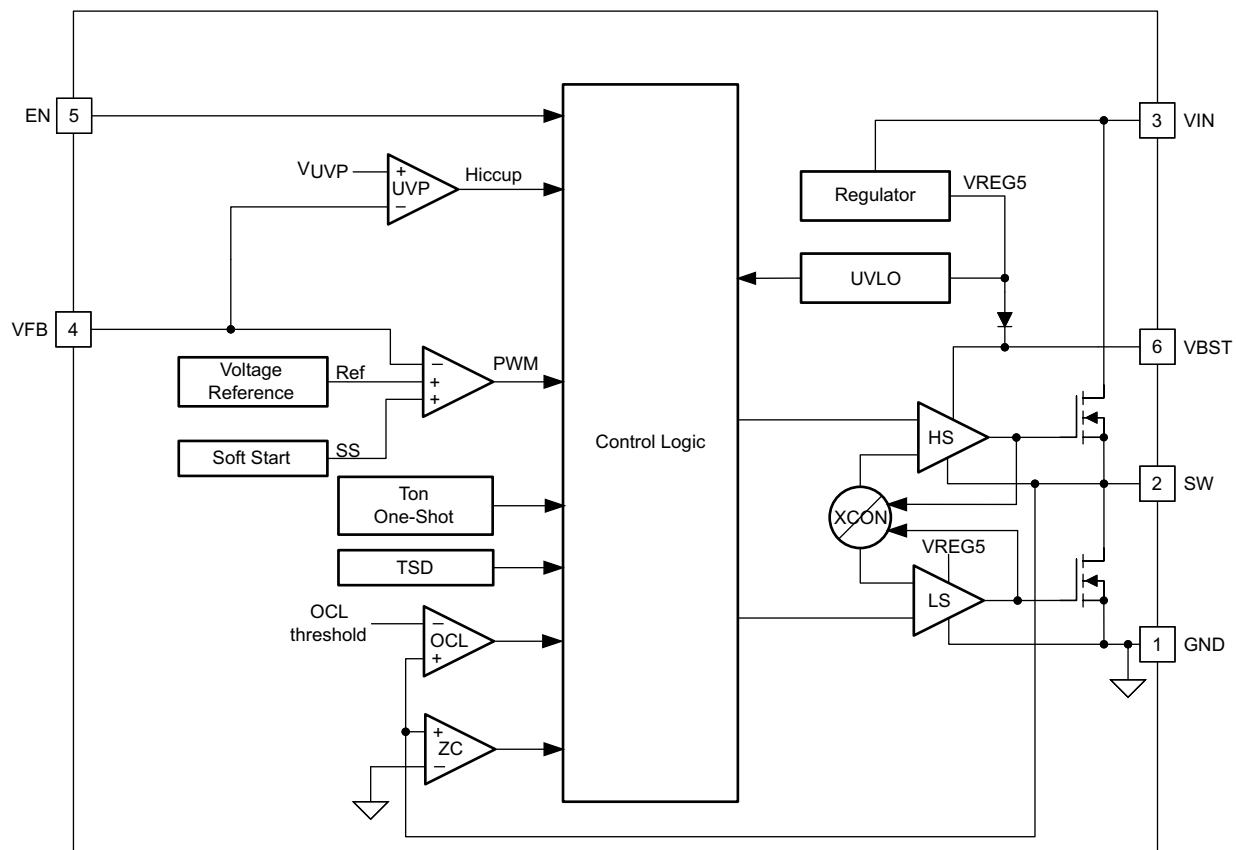 EN
5
3
VIN
VUVP
+
UVP
−
Hiccup
Regulator
VREG5
UVLO
VFB
4
6
VBST
Voltage
Reference
Ref
−
+
+
PWM
Soft Start
SS
Control Logic
HS
Ton
One-Shot
2
SW
XCON
TSD
VREG5
LS
OCL
threshold
−
OCL
+
1
GND
+
ZC
−